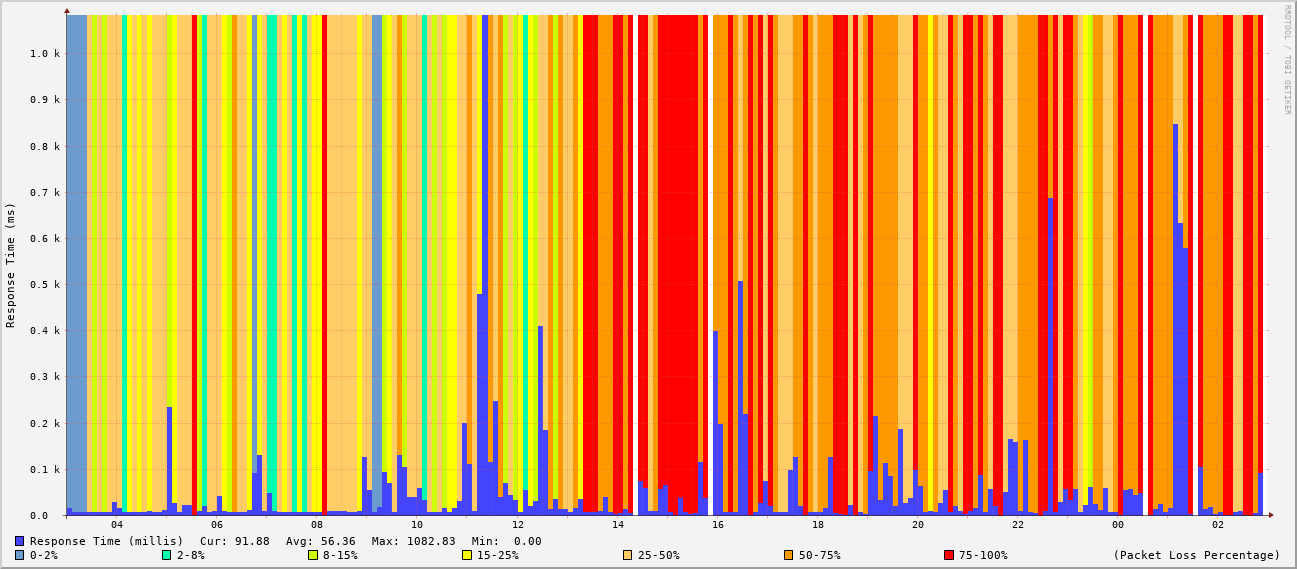 RRDTOOL / TOBI OETIKER
Response Time (ms)
1.0 k
0.9 k
0.8 k
0.7 k
0.6 k
0.5 k
0.4 k
0.3 k
0.2 k
0.1 k
0.0
04 06 08 10 12 14 16 18 20 22 00 02
Response Time (millis) Cur: 91.88 Avg: 56.36 Max: 1082.83 Min: 0.00
0-2% 2-8% 8-15% 15-25% 25-50% 50-75% 75-100% (Packet Loss Percentage)